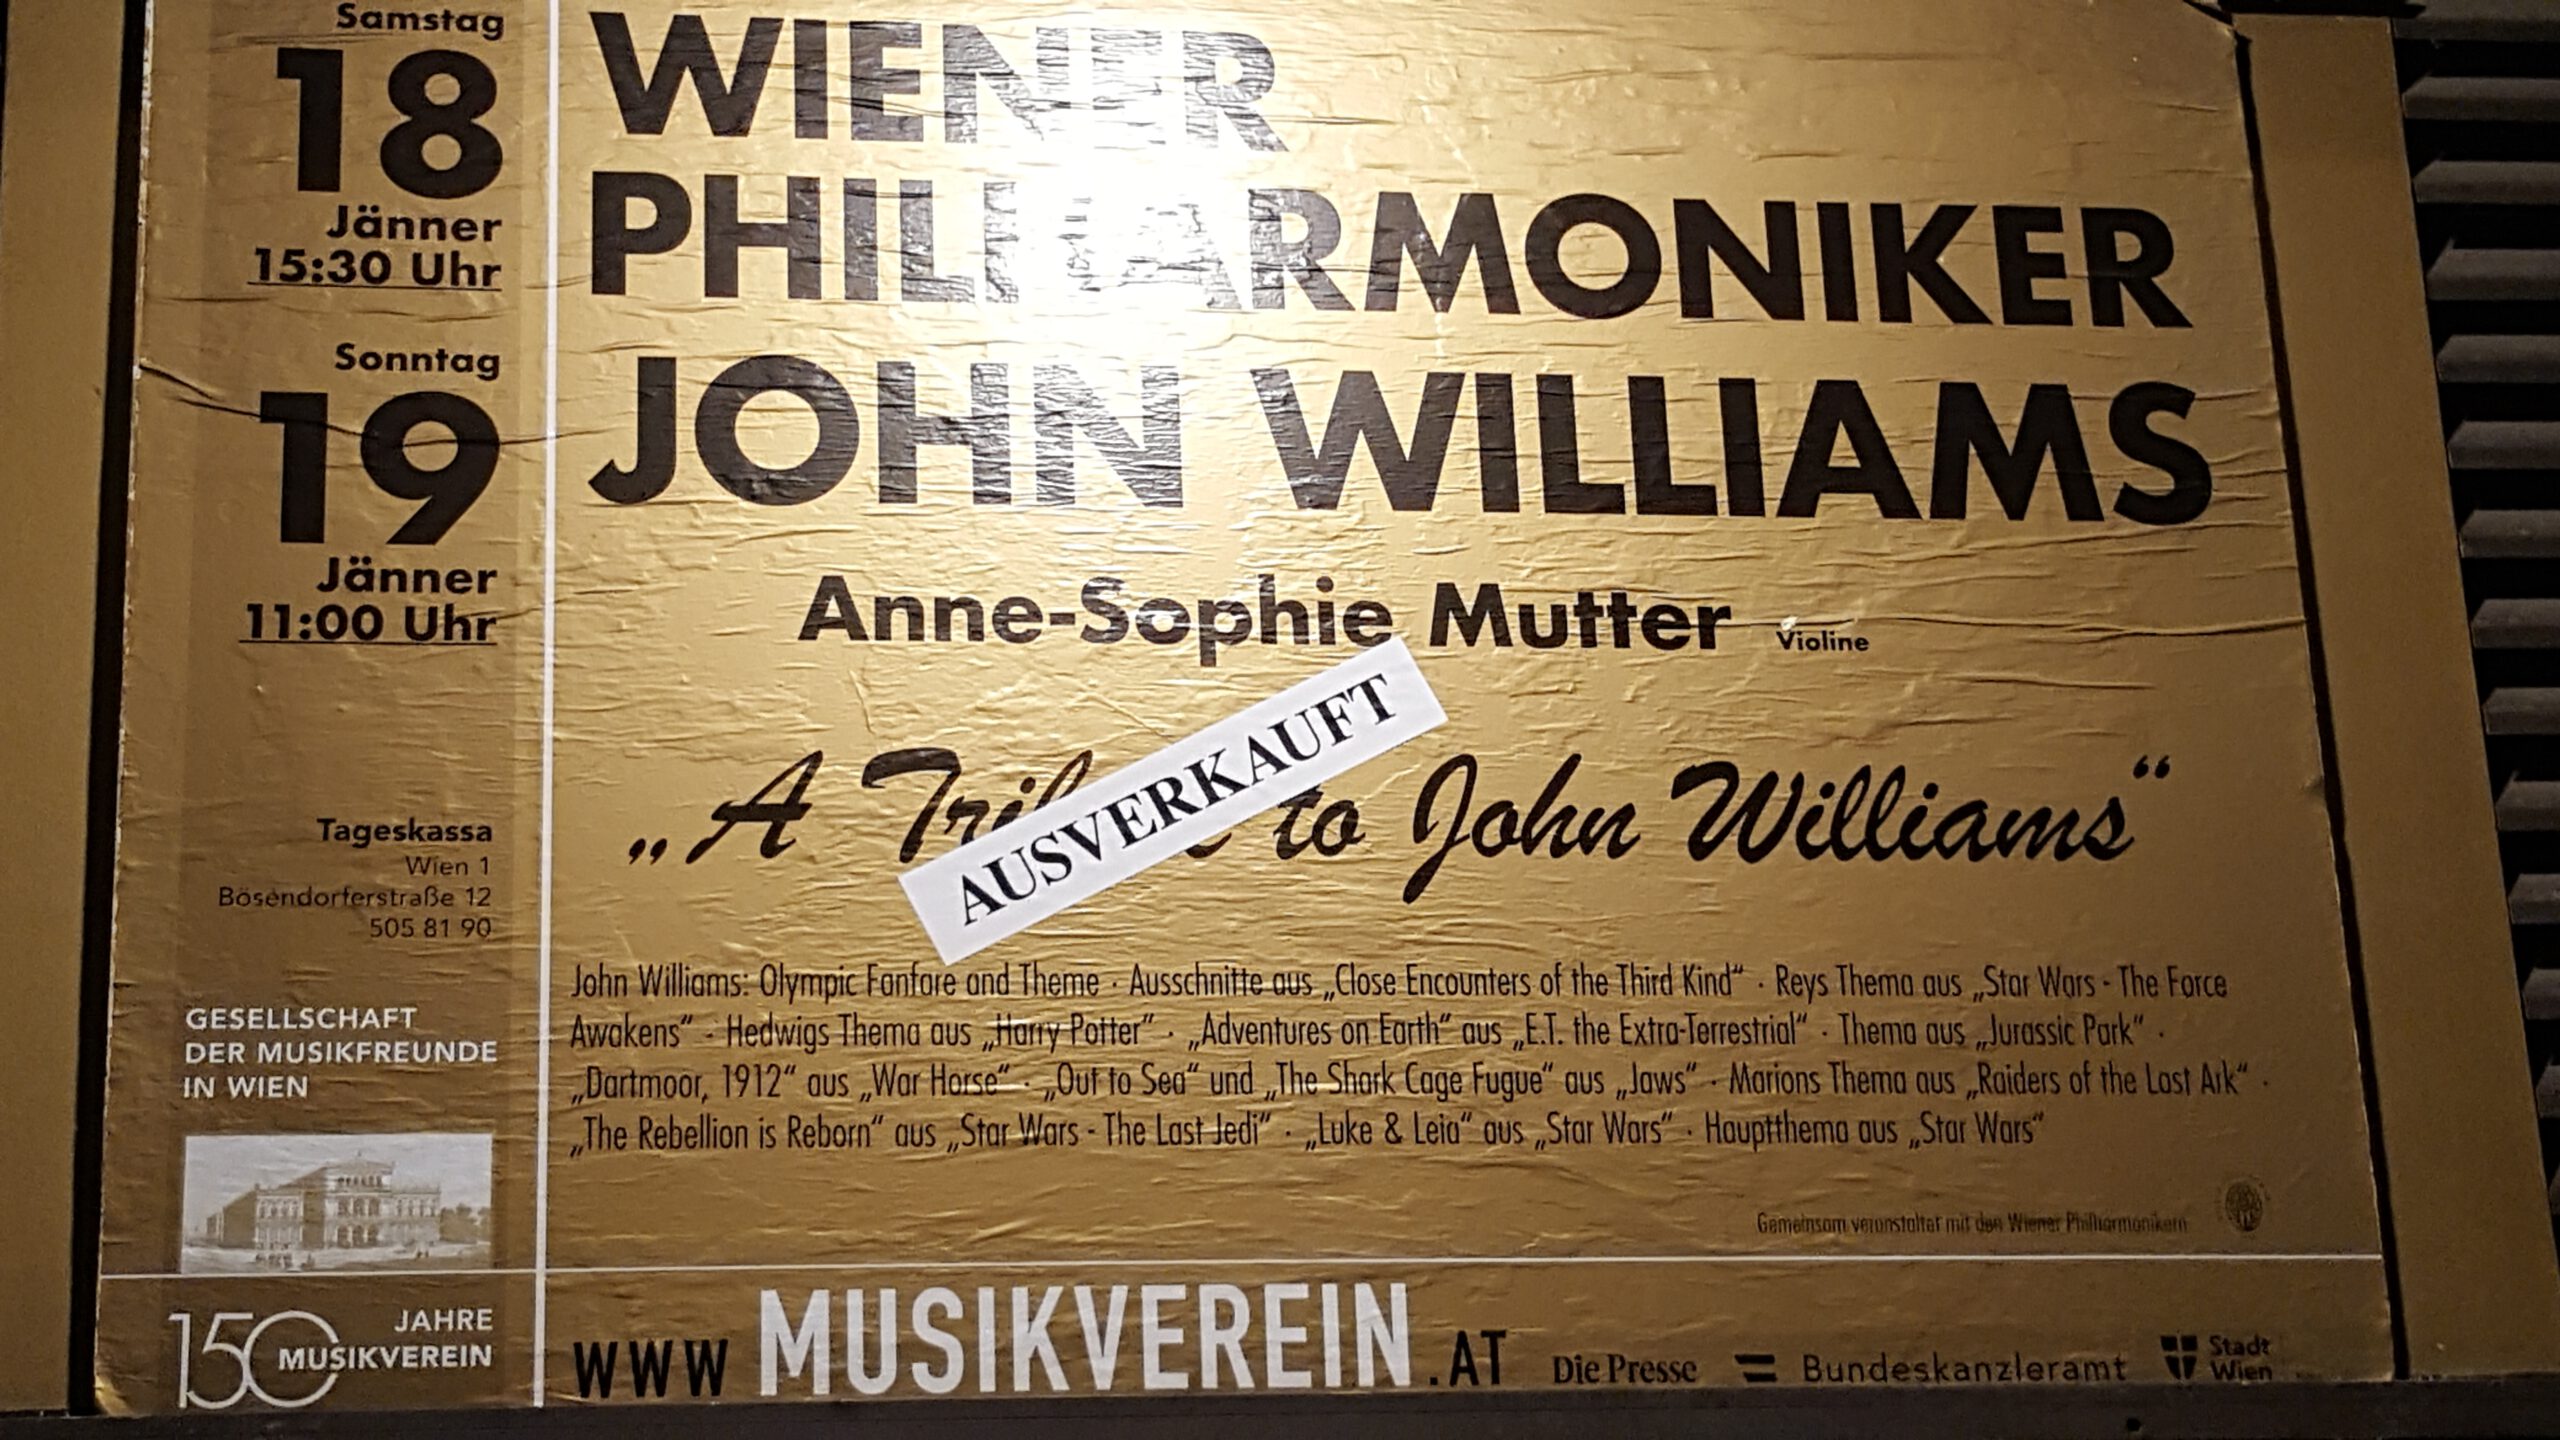 Samstag
18
Jänner
15:30 Uhr
Sonntag
19
Jänner
11:00 Uhr
Tageskassa
Wien 1
Bösendorferstraße 12
505 81 90
GESELLSCHAFT
DER MUSIKFREUNDE
IN WIEN
150 JAHRE
MUSIKVEREIN
WIENER
PHILHARMONIKER
JOHN WILLIAMS
Anne-Sophie Mutter Violine
„A to John Williams“
AUSVERKAUFT
John Williams: Olympic Fanfare and Theme · Ausschnitte aus „Close Encounters of the Third Kind“ · Reys Thema aus „Star Wars - The Force
Awakens“ · Hedwigs Thema aus „Harry Potter“ · „Adventures on Earth“ aus „E.T. the Extra-Terrestrial“ · Thema aus „Jurassic Park“ ·
„Dartmoor, 1912“ aus „War Horse“ · „Out to Sea“ und „The Shark Cage Fugue“ aus „Jaws“ · Marions Thema aus „Raiders of the Lost Ark“ ·
„The Rebellion is Reborn“ aus „Star Wars - The Last Jedi“ · „Luke & Leia“ aus „Star Wars“ · Hauptthema aus „Star Wars“
Gemeinsam veranstaltet mit den Wiener Philharmonikern
WWW MUSIKVEREIN.AT Die Presse Bundeskanzleramt Stadt Wien